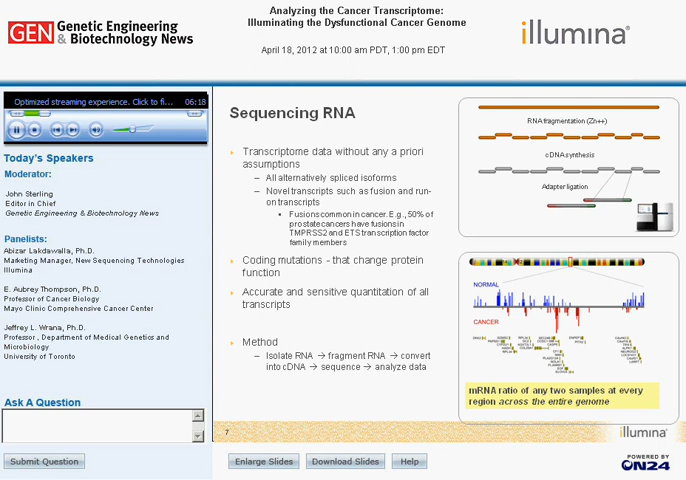 Analyzing the Cancer Transcriptome:
Illuminating the Dysfunctional Cancer Genome
April 18, 2012 at 10:00 am PDT, 1:00 pm EDT
GEN Genetic Engineering
& Biotechnology News
illumina®
Optimized streaming experience. Click to fi... 06:18
Today's Speakers
Moderator:
John Sterling
Editor in Chief
Genetic Engineering & Biotechnology News
Panelists:
Abizar Lakdawalla, Ph.D.
Marketing Manager, New Sequencing Technologies
Illumina
E. Aubrey Thompson, Ph.D.
Professor of Cancer Biology
Mayo Clinic Comprehensive Cancer Center
Jeffrey L. Wrana, Ph.D.
Professor , Department of Medical Genetics and
Microbiology
University of Toronto
Ask A Question
Submit Question
Sequencing RNA
Transcriptome data without any a priori
assumptions
– All alternatively spliced isoforms
– Novel transcripts such as fusion and run-
on transcripts
• Fusions common in cancer. E.g., 50% of
prostate cancers have fusions in
TMPRSS2 and ETS transcription factor
family members
Coding mutations - that change protein
function
Accurate and sensitive quantitation of all
transcripts
Method
– Isolate RNA → fragment RNA → convert
into cDNA → sequence → analyze data
RNA fragmentation (Zn++)
cDNA synthesis
Adapter ligation
NORMAL
CANCER
mRNA ratio of any two samples at every
region across the entire genome
7
illumina®
Enlarge Slides
Download Slides
Help
POWERED BY
ON24